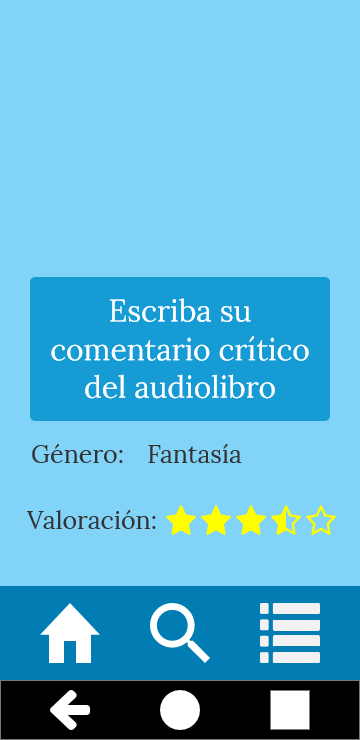 Escriba su
comentario crítico
del audiolibro
Género: Fantasía
Valoración: